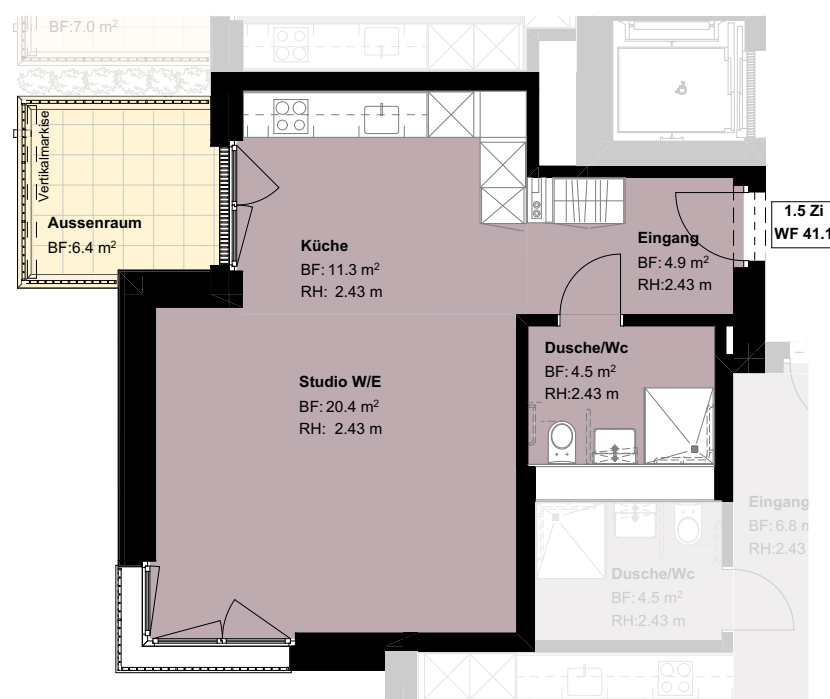 BF:7.0 m²
Vertikalmarkise
Aussenraum
BF:6.4 m²
Küche
BF: 11.3 m²
RH: 2.43 m
Eingang
BF: 4.9 m²
RH:2.43 m
1.5 Zi
WF 41.1
Dusche/Wc
BF: 4.5 m²
RH:2.43 m
Studio W/E
BF: 20.4 m²
RH: 2.43 m
Eingang
BF: 6.8 m
RH:2.43
Dusche/Wc
BF: 4.5 m²
RH:2.43 m